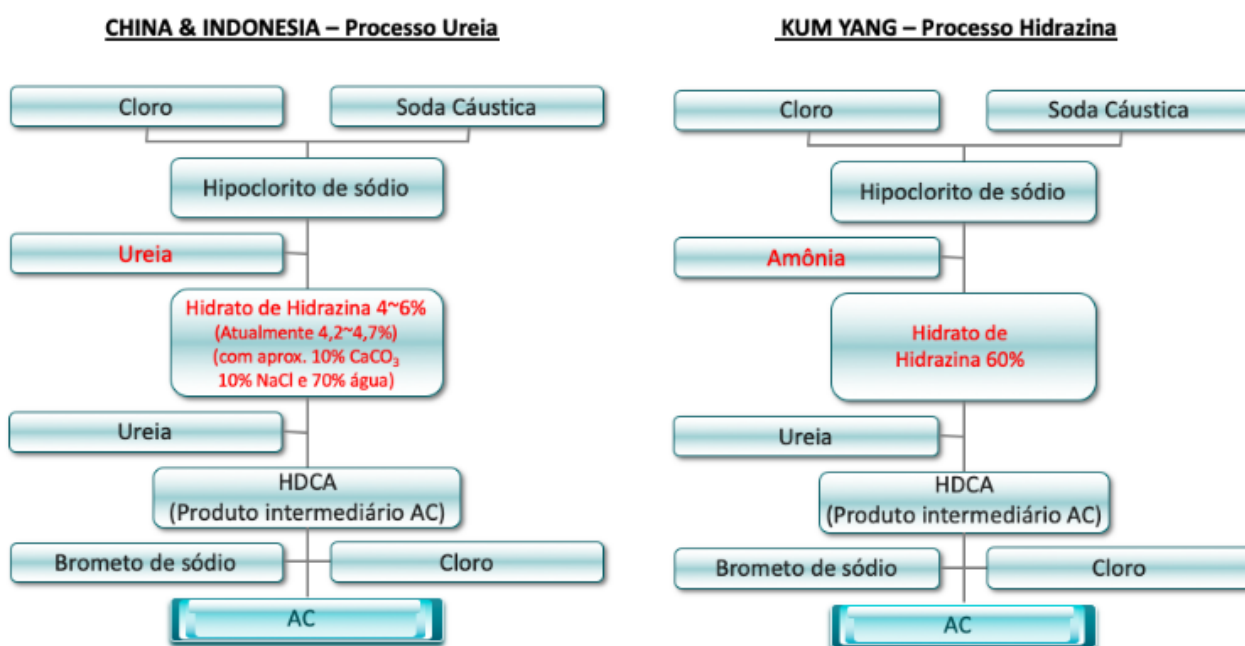 CHINA & INDONESIA – Processo Ureia
Cloro
Soda Cáustica
Hipoclorito de sódio
Ureia
Hidrato de Hidrazina 4~6%
(Atualmente 4,2~4,7%)
(com aprox. 10% CaCO₃
10% NaCl e 70% água)
Ureia
HDCA
(Produto intermediário AC)
Brometo de sódio
Cloro
AC
KUM YANG – Processo Hidrazina
Cloro
Soda Cáustica
Hipoclorito de sódio
Amônia
Hidrato de
Hidrazina 60%
Ureia
HDCA
(Produto intermediário AC)
Brometo de sódio
Cloro
AC